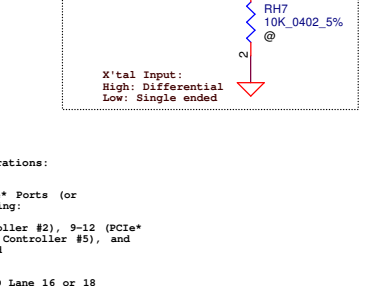 RH7
10K_0402_5%
@
2
X'tal Input:
High: Differential
Low: Single ended
rations:
* Ports (or
ing:
oller #2), 9-12 (PCIe*
Controller #5), and
Lane 16 or 18